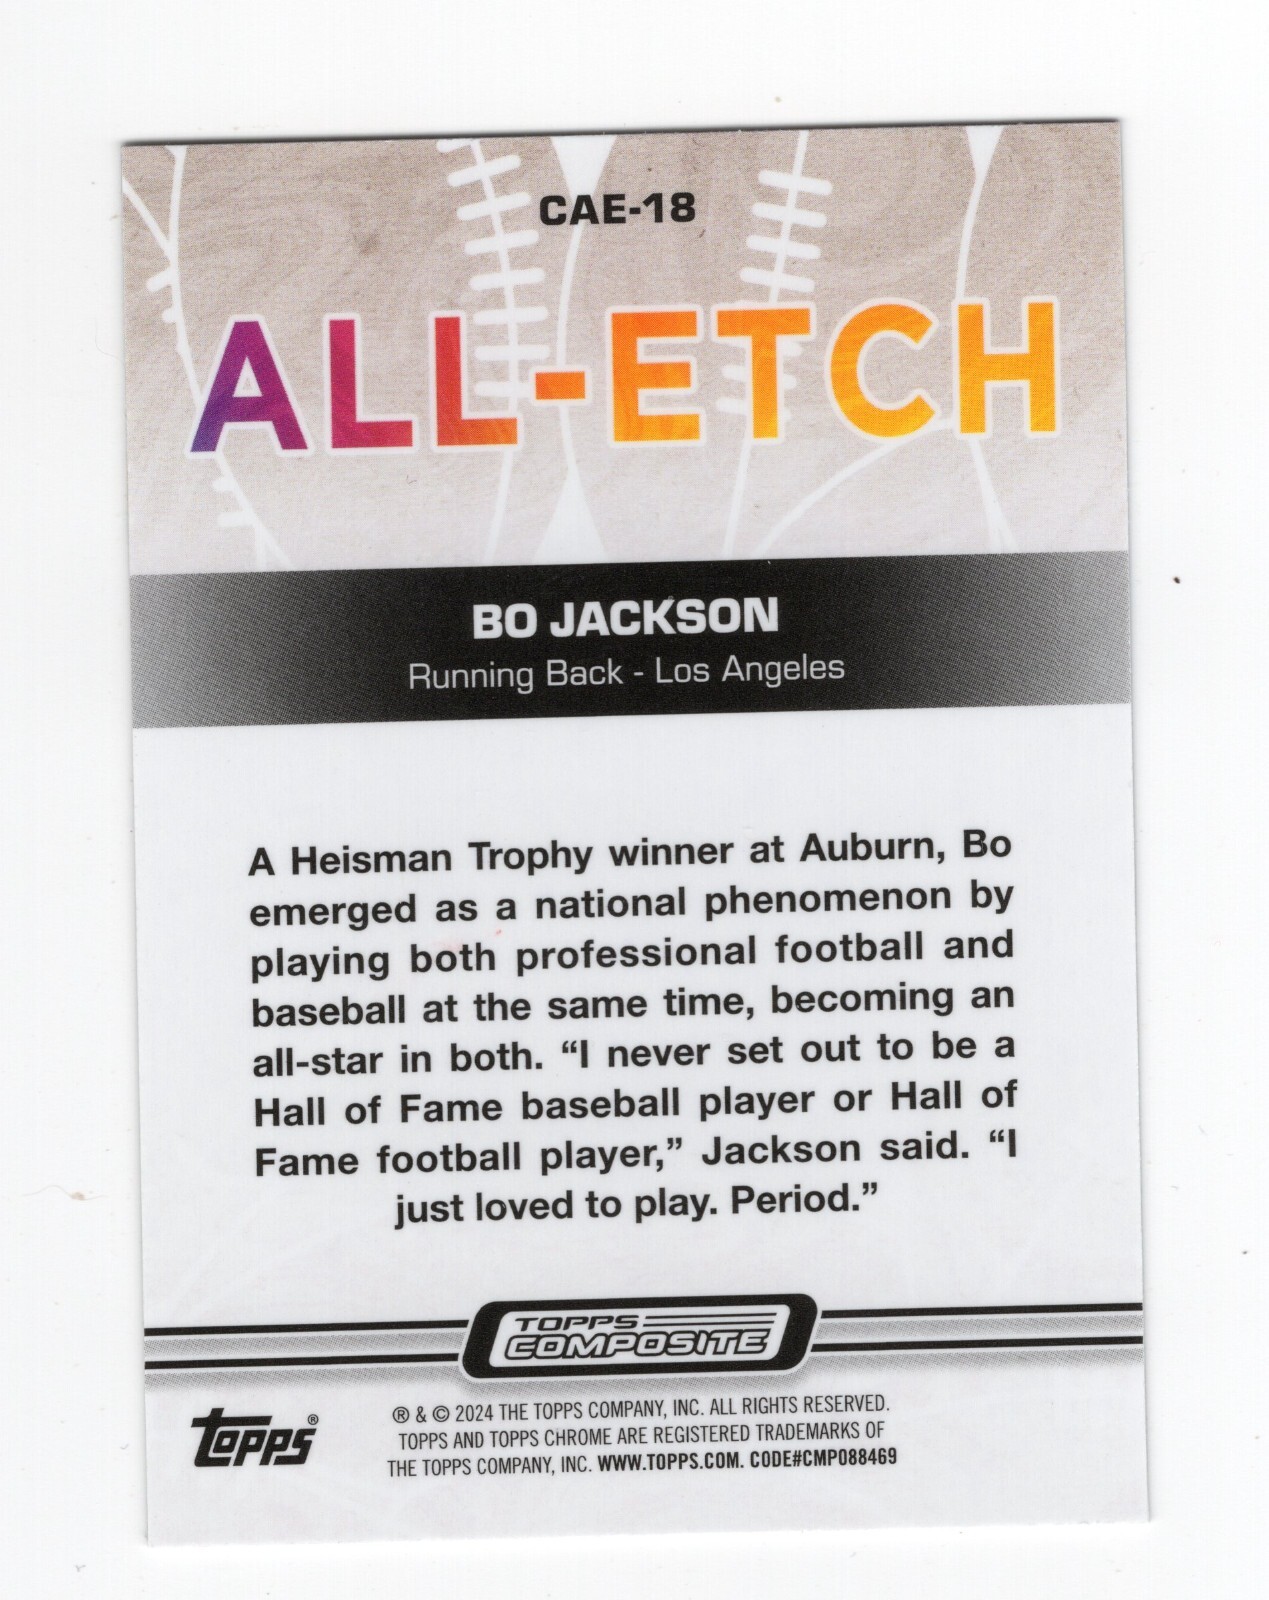 CAE-18
ALL-ETCH
BO JACKSON
Running Back - Los Angeles
A Heisman Trophy winner at Auburn, Bo
emerged as a national phenomenon by
playing both professional football and
baseball at the same time, becoming an
all-star in both. “I never set out to be a
Hall of Fame baseball player or Hall of
Fame football player,” Jackson said. “I
just loved to play. Period.”
TOPPS
COMPOSITE
topps®
® & © 2024 THE TOPPS COMPANY, INC. ALL RIGHTS RESERVED.
TOPPS AND TOPPS CHROME ARE REGISTERED TRADEMARKS OF
THE TOPPS COMPANY, INC. WWW.TOPPS.COM. CODE#CMP088469